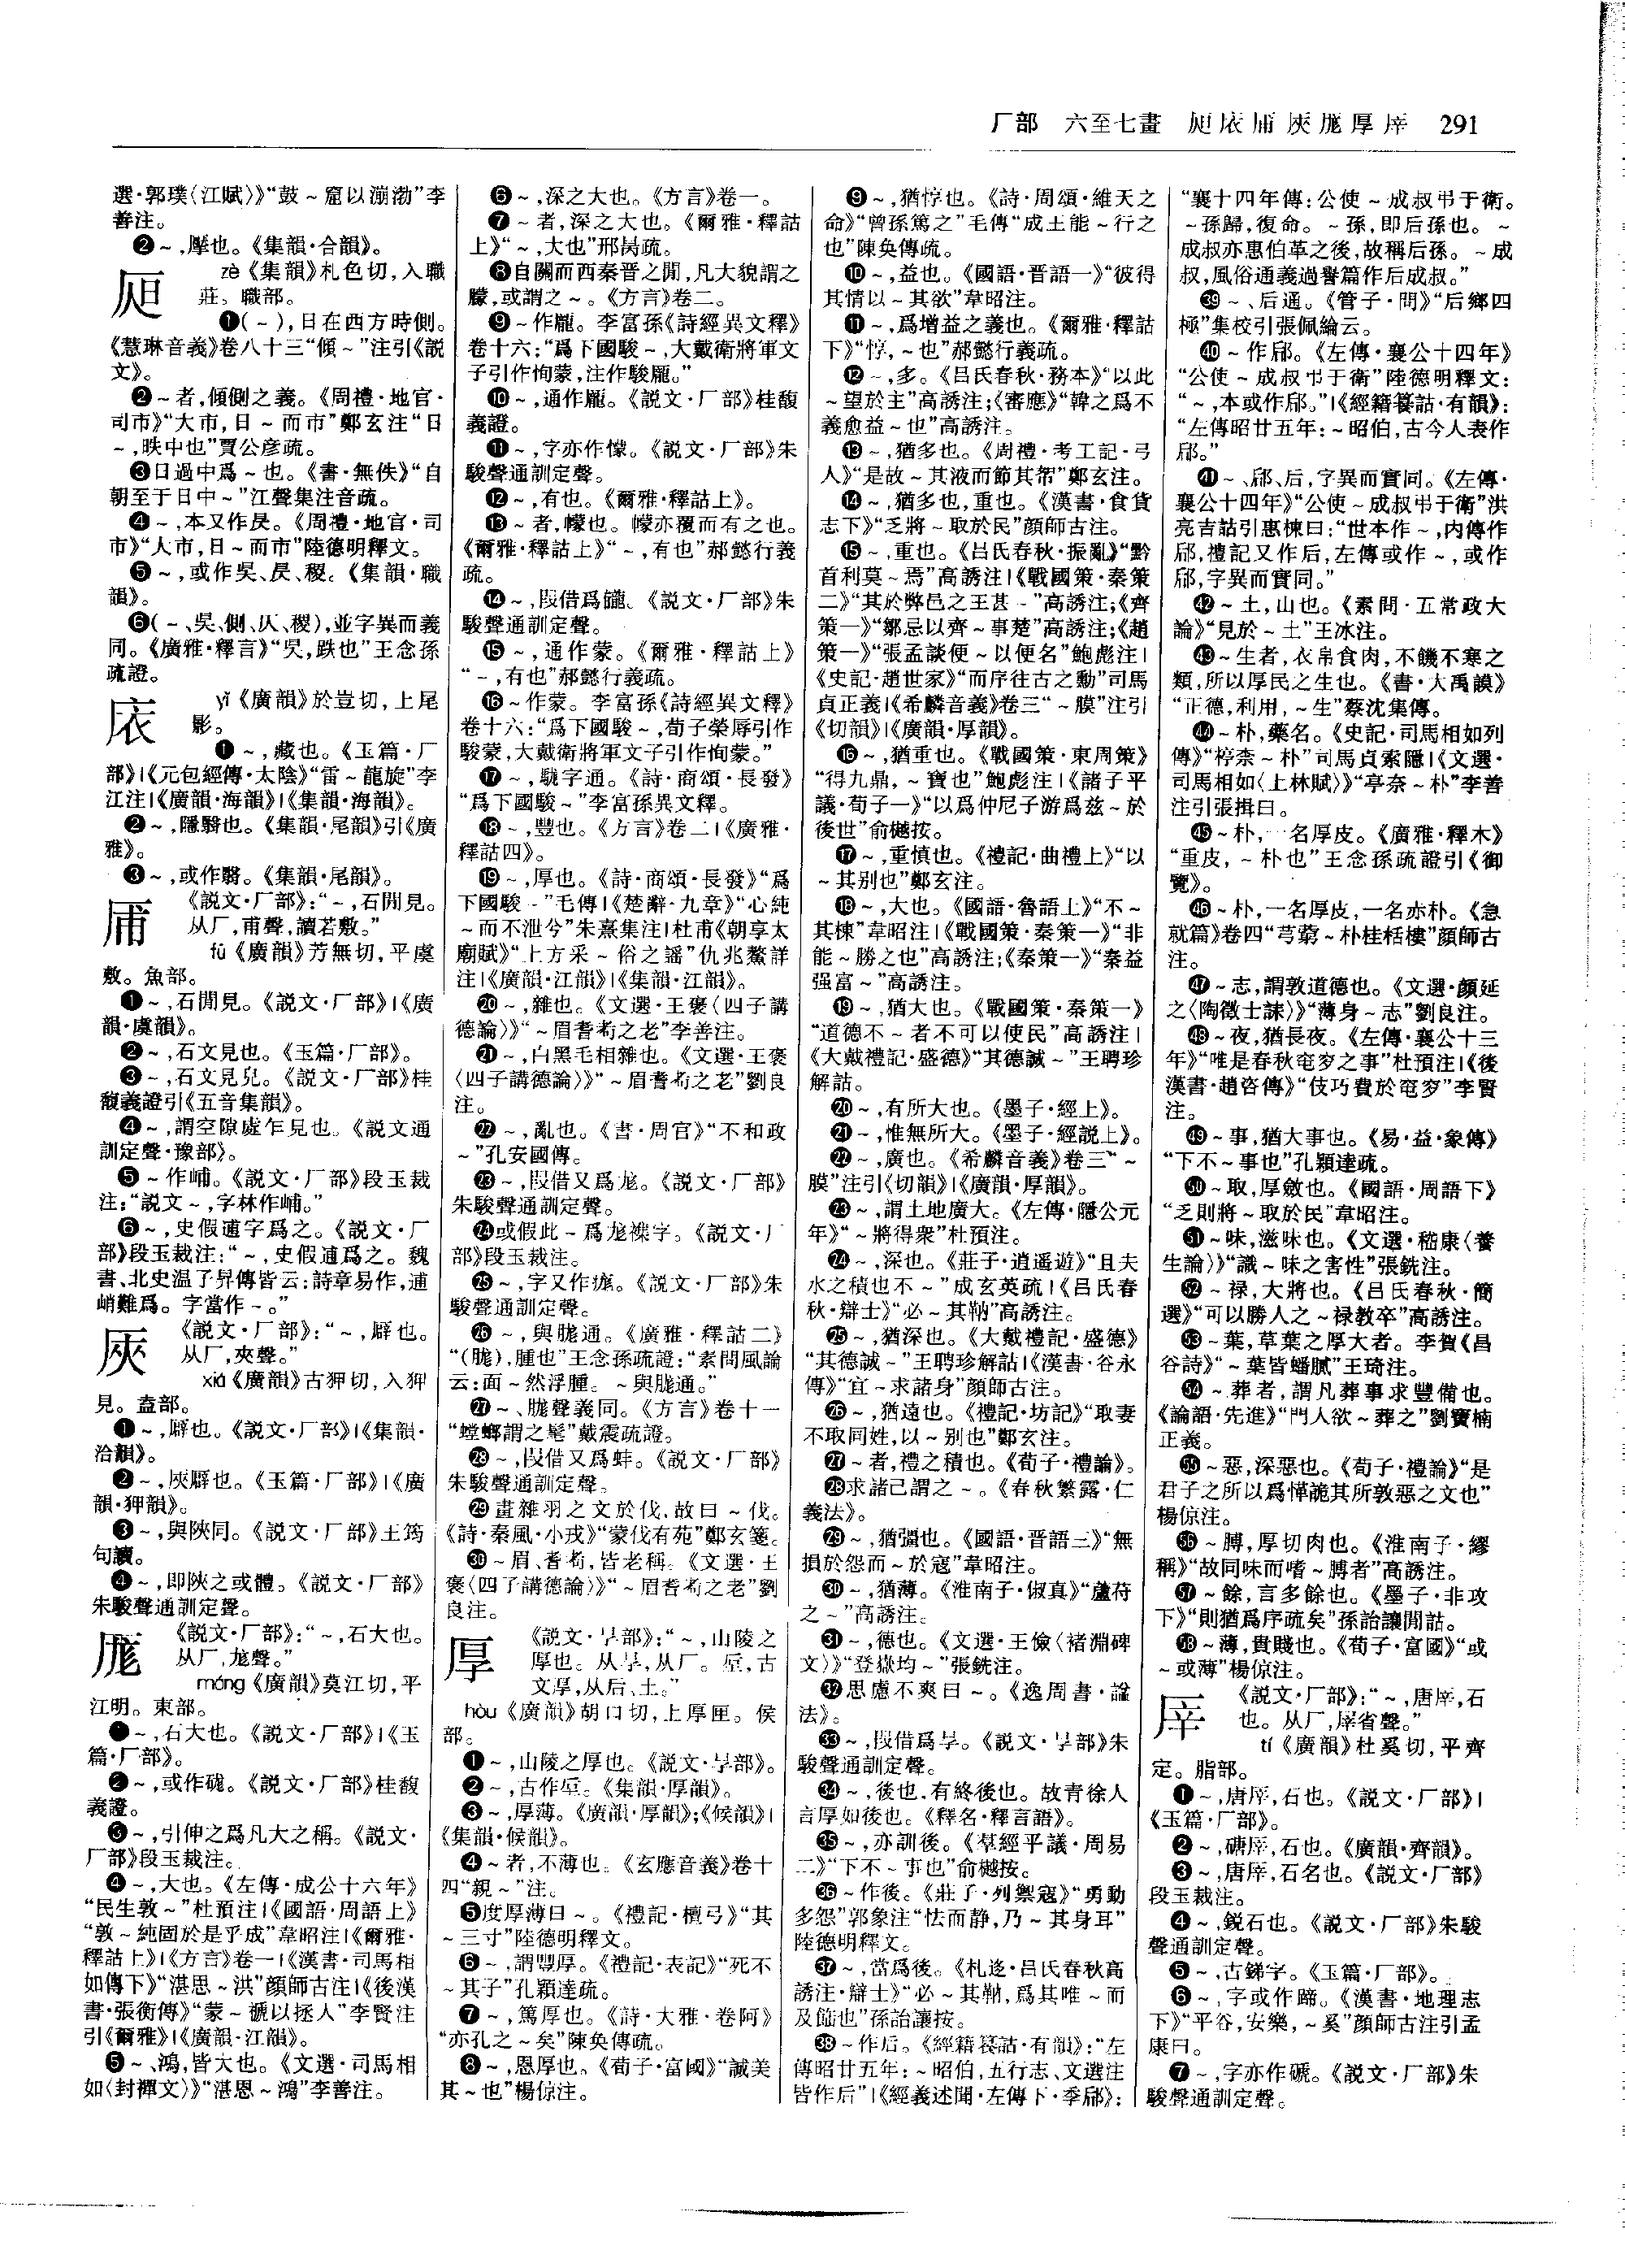 厂部 六至七畫 𠨮㕈㕊㕉厖厚厗 291
選·郭璞〈江賦〉》“鼓~窟以漰渤”李
善注。
❷~,厴也。《集韻·合韻》。
zè《集韻》札色切,入職
莊。職部。
❶(~),日在西方時側。
《慧琳音義》卷八十三“傾~”注引《説
文》。
❷~者,傾側之義。《周禮·地官·
司市》“大市,日~而市”鄭玄注“日
~,昳中也”賈公彦疏。
❸日過中爲~也。《書·無佚》“自
朝至于日中~”江聲集注音疏。
❹~,本又作㫳。《周禮·地官·司
市》“大市,日~而市”陸德明釋文。
❺~,或作吳、㫳、稷。《集韻·職
韻》。
❻(~、吳、側、仄、稷),並字異而義
同。《廣雅·釋言》“㫳,跌也”王念孫
疏證。
㕈
yǐ《廣韻》於豈切,上尾
影。
❶~,藏也。《玉篇·厂
部》|《元包經傳·太陰》“雷~龍旋”李
江注|《廣韻·海韻》|《集韻·海韻》。
❷~,隱翳也。《集韻·尾韻》引《廣
雅》。
❸~,或作翳。《集韻·尾韻》。
㕊
《説文·厂部》:“~,石閒見。
从厂,甫聲,讀若敷。”
fū《廣韻》芳無切,平虞
敷。魚部。
❶~,石閒見。《説文·厂部》|《廣
韻·虞韻》。
❷~,石文見也。《玉篇·厂部》。
❸~,石文見皃。《説文·厂部》桂
馥義證引《五音集韻》。
❹~,謂空隙處乍見也。《説文通
訓定聲·豫部》。
❺~作峬。《説文·厂部》段玉裁
注:“説文~,字林作峬。”
❻~,史假逋字爲之。《説文·厂
部》段玉裁注:“~,史假逋爲之。魏
書、北史温子昇傳皆云:詩章易作,逋
峭難爲。字當作~。”
㕉
《説文·厂部》:“~,㕒也。
从厂,夾聲。”
xiá《廣韻》古狎切,入狎
見。盍部。
❶~,㕒也。《説文·厂部》|《集韻·
洽韻》。
❷~,㕉㕒也。《玉篇·厂部》|《廣
韻·狎韻》。
❸~,與陜同。《説文·厂部》王筠
句讀。
❹~,即陜之或體。《説文·厂部》
朱駿聲通訓定聲。
厖
《説文·厂部》:“~,石大也。
从厂,尨聲。”
máng《廣韻》莫江切,平
江明。東部。
❶~,石大也。《説文·厂部》|《玉
篇·厂部》。
❷~,或作硥。《説文·厂部》桂馥
義證。
❸~,引伸之爲凡大之稱。《説文·
厂部》段玉裁注。
❹~,大也。《左傳·成公十六年》
“民生敦~”杜預注|《國語·周語上》
“敦~純固於是乎成”韋昭注|《爾雅·
釋詁上》|《方言》卷一|《漢書·司馬相
如傳下》“湛恩~洪”顔師古注|《後漢
書·張衡傳》“蒙~褫以拯人”李賢注
引《爾雅》|《廣韻·江韻》。
❺~、鴻,皆大也。《文選·司馬相
如〈封禪文〉》“湛恩~鴻”李善注。
❻~,深之大也。《方言》卷一。
❼~者,深之大也。《爾雅·釋詁
上》“~,大也”邢昺疏。
❽自關而西秦晉之閒,凡大貌謂之
朦,或謂之~。《方言》卷二。
❾~作龐。李富孫《詩經異文釋》
卷十六:“爲下國駿~,大戴衛將軍文
子引作恂蒙,注作駿龐。”
❿~,通作龐。《説文·厂部》桂馥
義證。
⓫~,字亦作懞。《説文·厂部》朱
駿聲通訓定聲。
⓬~,有也。《爾雅·釋詁上》。
⓭~者,幪也。幪亦覆而有之也。
《爾雅·釋詁上》“~,有也”郝懿行義
疏。
⓮~,叚借爲龓。《説文·厂部》朱
駿聲通訓定聲。
⓯~,通作蒙。《爾雅·釋詁上》
“~,有也”郝懿行義疏。
⓰~作蒙。李富孫《詩經異文釋》
卷十六:“爲下國駿~,荀子榮辱引作
駿蒙,大戴衛將軍文子引作恂蒙。”
⓱~,駹字通。《詩·商頌·長發》
“爲下國駿~”李富孫異文釋。
⓲~,豐也。《方言》卷二|《廣雅·
釋詁四》。
⓳~,厚也。《詩·商頌·長發》“爲
下國駿~”毛傳|《楚辭·九章》“心純
~而不泄兮”朱熹集注|杜甫《朝享太
廟賦》“上方采~俗之謡”仇兆鰲詳
注|《廣韻·江韻》|《集韻·江韻》。
⓴~,雜也。《文選·王褒〈四子講
德論〉》“~眉耆耇之老”李善注。
㉑~,白黑毛相雜也。《文選·王褒
〈四子講德論〉》“~眉耆耇之老”劉良
注。
㉒~,亂也。《書·周官》“不和政
~”孔安國傳。
㉓~,叚借又爲尨。《説文·厂部》
朱駿聲通訓定聲。
㉔或假此~爲尨襍字。《説文·厂
部》段玉裁注。
㉕~,字又作痝。《説文·厂部》朱
駿聲通訓定聲。
㉖~,與朧通。《廣雅·釋詁二》
“(朧),腫也”王念孫疏證:“素問風論
云:面~然浮腫。~與朧通。”
㉗~、朧聲義同。《方言》卷十一
“螳螂謂之髦”戴震疏證。
㉘~,叚借又爲蚌。《説文·厂部》
朱駿聲通訓定聲。
㉙畫雜羽之文於伐,故曰~伐。
《詩·秦風·小戎》“蒙伐有苑”鄭玄箋。
㉚~眉、耆耇,皆老稱。《文選·王
褒〈四子講德論〉》“~眉耆耇之老”劉
良注。
厚
《説文·㫗部》:“~,山陵之
厚也。从㫗,从厂。垕,古
文厚,从后、土。”
hòu《廣韻》胡口切,上厚匣。侯
部。
❶~,山陵之厚也。《説文·㫗部》。
❷~,古作垕。《集韻·厚韻》。
❸~,厚薄。《廣韻·厚韻》;《候韻》|
《集韻·候韻》。
❹~者,不薄也。《玄應音義》卷十
四“親~”注。
❺度厚薄曰~。《禮記·檀弓》“其
~三寸”陸德明釋文。
❻~,謂豐厚。《禮記·表記》“死不
~其子”孔穎達疏。
❼~,篤厚也。《詩·大雅·卷阿》
“亦孔之~矣”陳奂傳疏。
❽~,恩厚也。《荀子·富國》“誠美
其~也”楊倞注。
❾~,猶惇也。《詩·周頌·維天之
命》“曾孫篤之”毛傳“成王能~行之
也”陳奂傳疏。
❿~,益也。《國語·晉語一》“彼得
其情以~其欲”韋昭注。
⓫~,爲增益之義也。《爾雅·釋詁
下》“惇,~也”郝懿行義疏。
⓬~,多。《吕氏春秋·務本》“以此
~望於主”高誘注;《審應》“韓之爲不
義愈益~也”高誘注。
⓭~,猶多也。《周禮·考工記·弓
人》“是故~其液而節其帤”鄭玄注。
⓮~,猶多也,重也。《漢書·食貨
志下》“乏將~取於民”顔師古注。
⓯~,重也。《吕氏春秋·振亂》“黔
首利莫~焉”高誘注|《戰國策·秦策
二》“其於弊邑之王甚~”高誘注;《齊
策一》“鄒忌以齊~事楚”高誘注;《趙
策一》“張孟談便~以便名”鮑彪注|
《史記·趙世家》“而序往古之勳”司馬
貞正義|《希麟音義》卷三“~膜”注引
《切韻》|《廣韻·厚韻》。
⓰~,猶重也。《戰國策·東周策》
“得九鼎,~寶也”鮑彪注|《諸子平
議·荀子一》“以爲仲尼子游爲兹~於
後世”俞樾按。
⓱~,重慎也。《禮記·曲禮上》“以
~其别也”鄭玄注。
⓲~,大也。《國語·魯語上》“不~
其棟”韋昭注|《戰國策·秦策一》“非
能~勝之也”高誘注;《秦策一》“秦益
强富~”高誘注。
⓳~,猶大也。《戰國策·秦策一》
“道德不~者不可以使民”高誘注|
《大戴禮記·盛德》“其德誠~”王聘珍
解詁。
⓴~,有所大也。《墨子·經上》。
㉑~,惟無所大。《墨子·經説上》。
㉒~,廣也。《希麟音義》卷三“~
膜”注引《切韻》|《廣韻·厚韻》。
㉓~,謂土地廣大。《左傳·隱公元
年》“~將得衆”杜預注。
㉔~,深也。《莊子·逍遥遊》“且夫
水之積也不~”成玄英疏|《吕氏春
秋·辯士》“必~其靹”高誘注。
㉕~,猶深也。《大戴禮記·盛德》
“其德誠~”王聘珍解詁|《漢書·谷永
傳》“宜~求諸身”顔師古注。
㉖~,猶遠也。《禮記·坊記》“取妻
不取同姓,以~别也”鄭玄注。
㉗~者,禮之積也。《荀子·禮論》。
㉘求諸己謂之~。《春秋繁露·仁
義法》。
㉙~,猶彊也。《國語·晉語三》“無
損於怨而~於寇”韋昭注。
㉚~,猶薄。《淮南子·俶真》“蘆苻
之~”高誘注。
㉛~,德也。《文選·王儉〈褚淵碑
文〉》“登嶽均~”張銑注。
㉜思慮不爽曰~。《逸周書·謚
法》。
㉝~,叚借爲㫗。《説文·㫗部》朱
駿聲通訓定聲。
㉞~,後也,有終後也。故青徐人
言厚如後也。《釋名·釋言語》。
㉟~,亦訓後。《羣經平議·周易
二》“下不~事也”俞樾按。
㊱~作後。《莊子·列禦寇》“勇動
多怨”郭象注“怯而静,乃~其身耳”
陸德明釋文。
㊲~,當爲後。《札迻·吕氏春秋高
誘注·辯士》“必~其靹,爲其唯~而
及飾也”孫詒讓按。
㊳~作后。《經籍籑詁·有韻》:“左
傳昭廿五年:~昭伯,五行志、文選注
皆作后”|《經義述聞·左傳下·季郈》:
“襄十四年傳:公使~成叔弔于衛。
~孫歸,復命。~孫,即后孫也。~
成叔亦惠伯革之後,故稱后孫。~成
叔,風俗通義過譽篇作后成叔。”
㊴~、后通。《管子·問》“后鄉四
極”集校引張佩綸云。
㊵~作郈。《左傳·襄公十四年》
“公使~成叔弔于衛”陸德明釋文:
“~,本或作郈。”|《經籍籑詁·有韻》:
“左傳昭廿五年:~昭伯,古今人表作
郈。”
㊶~、郈、后,字異而實同。《左傳·
襄公十四年》“公使~成叔弔于衛”洪
亮吉詁引惠棟曰:“世本作~,内傳作
郈,禮記又作后,左傳或作~,或作
郈,字異而實同。”
㊷~土,山也。《素問·五常政大
論》“見於~土”王冰注。
㊸~生者,衣帛食肉,不饑不寒之
類,所以厚民之生也。《書·大禹謨》
“正德,利用,~生”蔡沈集傳。
㊹~朴,藥名。《史記·司馬相如列
傳》“楟柰~朴”司馬貞索隱|《文選·
司馬相如〈上林賦〉》“亭奈~朴”李善
注引張揖曰。
㊺~朴,一名厚皮。《廣雅·釋木》
“重皮,~朴也”王念孫疏證引《御
覽》。
㊻~朴,一名厚皮,一名赤朴。《急
就篇》卷四“芎藭~朴桂栝樓”顔師古
注。
㊼~志,謂敦道德也。《文選·顔延
之〈陶徵士誄〉》“薄身~志”劉良注。
㊽~夜,猶長夜。《左傳·襄公十三
年》“唯是春秋窀穸之事”杜預注|《後
漢書·趙咨傳》“伎巧費於窀穸”李賢
注。
㊾~事,猶大事也。《易·益·象傳》
“下不~事也”孔穎達疏。
㊿~取,厚斂也。《國語·周語下》
“乏則將~取於民”韋昭注。
51~味,滋味也。《文選·嵇康〈養
生論〉》“識~味之害性”張銑注。
52~禄,大將也。《吕氏春秋·簡
選》“可以勝人之~禄教卒”高誘注。
53~葉,草葉之厚大者。李賀《昌
谷詩》“~葉皆蟠膩”王琦注。
54~葬者,謂凡葬事求豐備也。
《論語·先進》“門人欲~葬之”劉寶楠
正義。
55~惡,深惡也。《荀子·禮論》“是
君子之所以爲㥜詭其所敦惡之文也”
楊倞注。
56~膊,厚切肉也。《淮南子·繆
稱》“故同味而嗜~膊者”高誘注。
57~餘,言多餘也。《墨子·非攻
下》“則猶爲序疏矣”孫詒讓閒詁。
58~薄,貴賤也。《荀子·富國》“或
~或薄”楊倞注。
厗
《説文·厂部》:“~,唐厗,石
也。从厂,屖省聲。”
tí《廣韻》杜奚切,平齊
定。脂部。
❶~,唐厗,石也。《説文·厂部》|
《玉篇·厂部》。
❷~,磄厗,石也。《廣韻·齊韻》。
❸~,唐厗,石名也。《説文·厂部》
段玉裁注。
❹~,鋭石也。《説文·厂部》朱駿
聲通訓定聲。
❺~,古銻字。《玉篇·厂部》。
❻~,字或作蹄。《漢書·地理志
下》“平谷,安樂,~奚”顔師古注引孟
康曰。
❼~,字亦作磃。《説文·厂部》朱
駿聲通訓定聲。